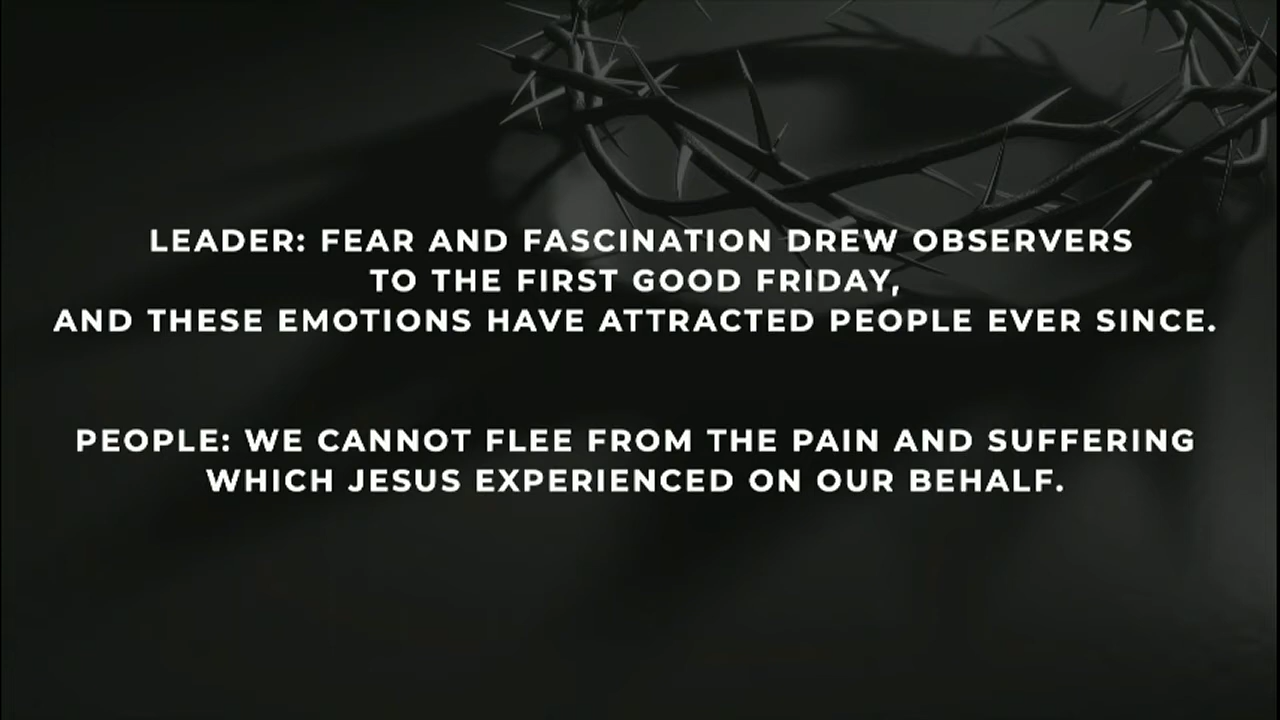 LEADER: FEAR AND FASCINATION DREW OBSERVERS
TO THE FIRST GOOD FRIDAY,
AND THESE EMOTIONS HAVE ATTRACTED PEOPLE EVER SINCE.
PEOPLE: WE CANNOT FLEE FROM THE PAIN AND SUFFERING
WHICH JESUS EXPERIENCED ON OUR BEHALF.